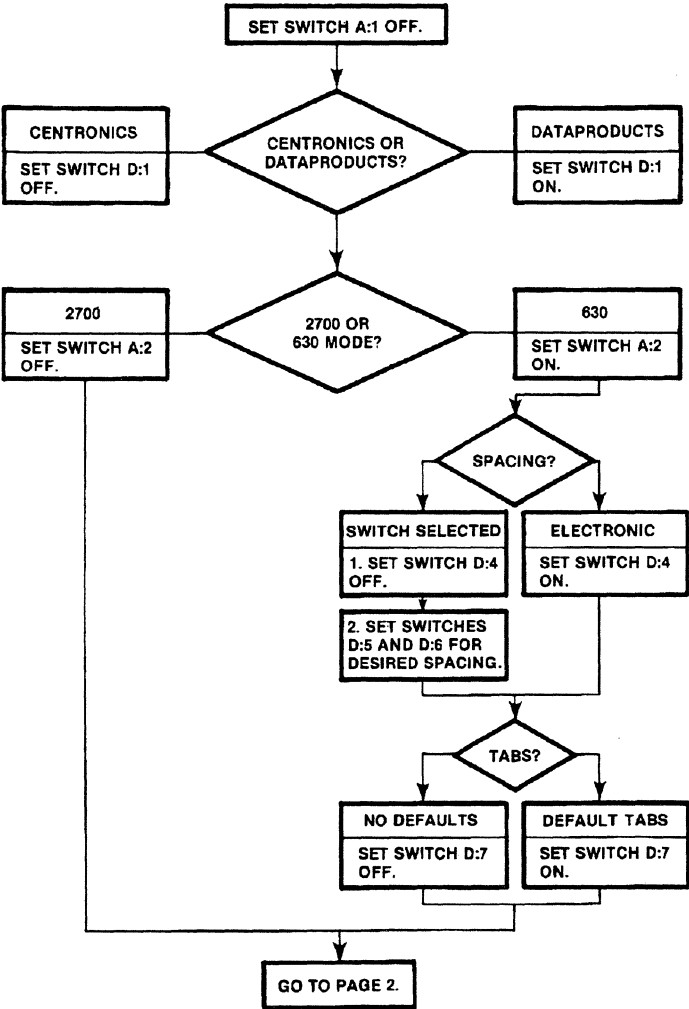 SET SWITCH A:1 OFF.
CENTRONICS
SET SWITCH D:1
OFF.
CENTRONICS OR
DATAPRODUCTS?
DATAPRODUCTS
SET SWITCH D:1
ON.
2700
SET SWITCH A:2
OFF.
2700 OR
630 MODE?
630
SET SWITCH A:2
ON.
SPACING?
SWITCH SELECTED
1. SET SWITCH D:4
OFF.
ELECTRONIC
SET SWITCH D:4
ON.
2. SET SWITCHES
D:5 AND D:6 FOR
DESIRED SPACING.
TABS?
NO DEFAULTS
SET SWITCH D:7
OFF.
DEFAULT TABS
SET SWITCH D:7
ON.
GO TO PAGE 2.